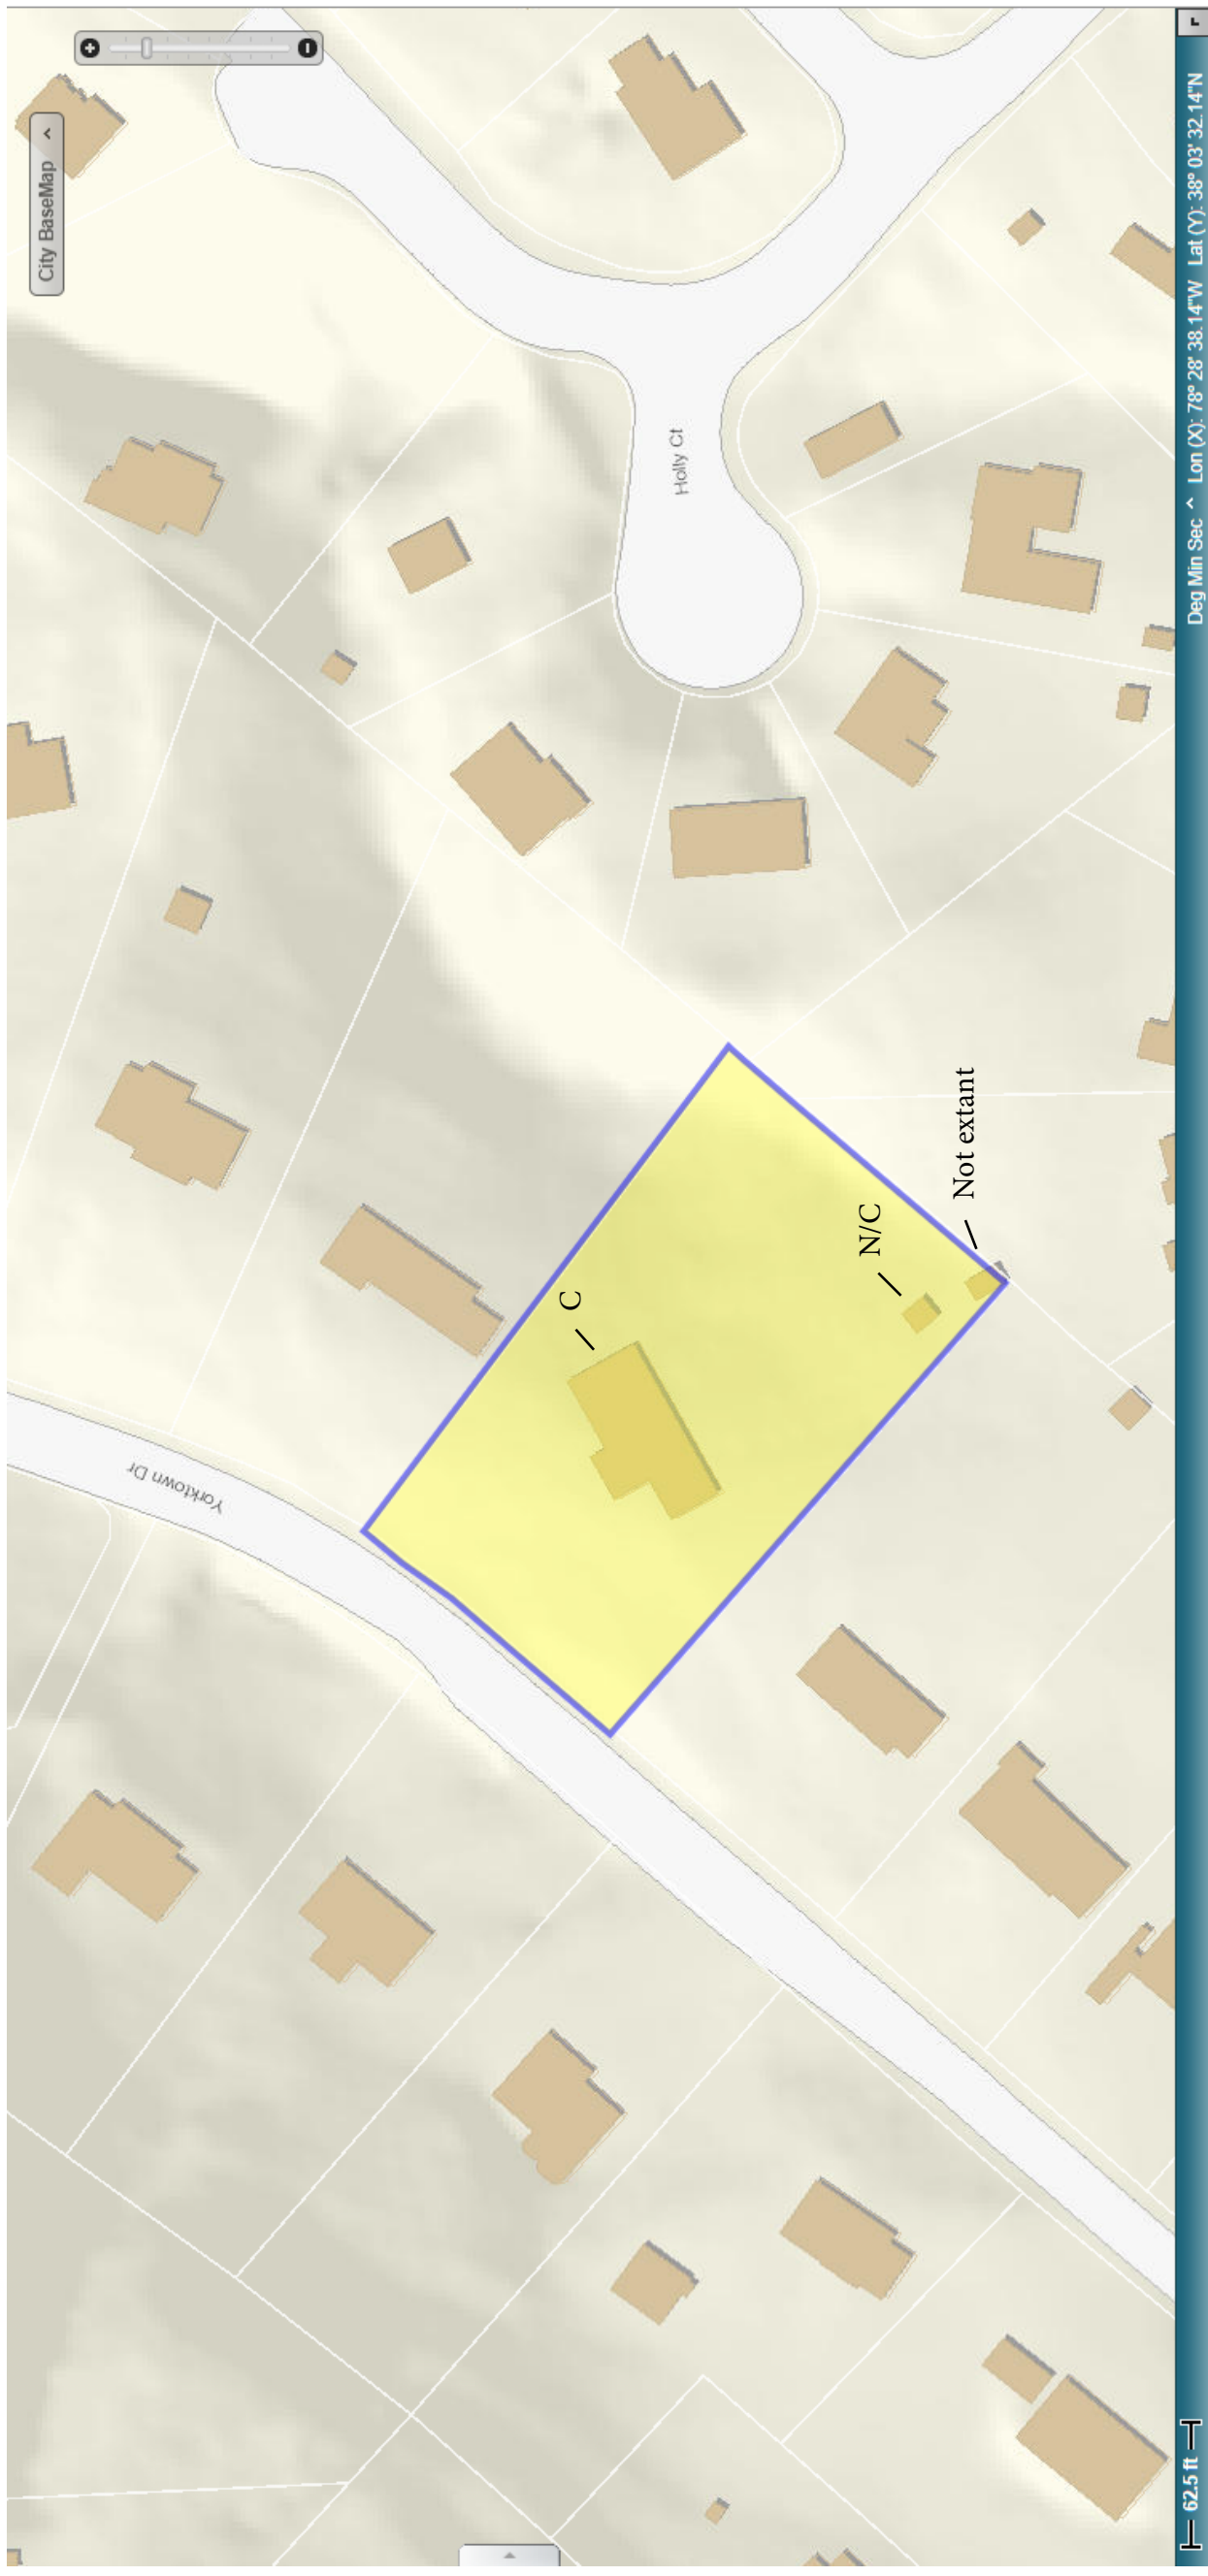 City BaseMap
Yorktown Dr
Holly Ct
C
N/C
Not extant
62.5 ft
Deg Min Sec
Lon (X): 78° 28' 38.14"W
Lat (Y): 38° 03' 32.14"N